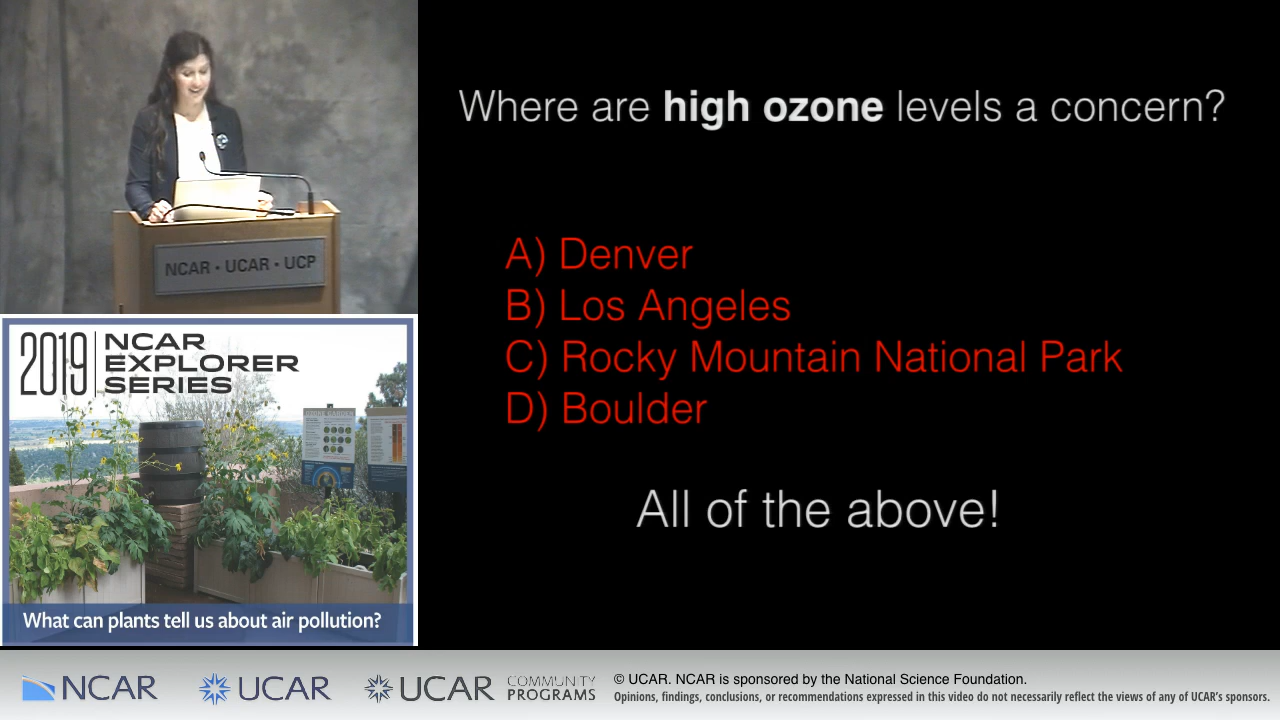 Where are high ozone levels a concern?
A) Denver
B) Los Angeles
C) Rocky Mountain National Park
D) Boulder
All of the above!
NCAR • UCAR • UCP
2019 NCAR
EXPLORER
SERIES
OZONE GARDEN
What can plants tell us about air pollution?
NCAR
UCAR
UCAR COMMUNITY
PROGRAMS
© UCAR. NCAR is sponsored by the National Science Foundation.
Opinions, findings, conclusions, or recommendations expressed in this video do not necessarily reflect the views of any of UCAR's sponsors.